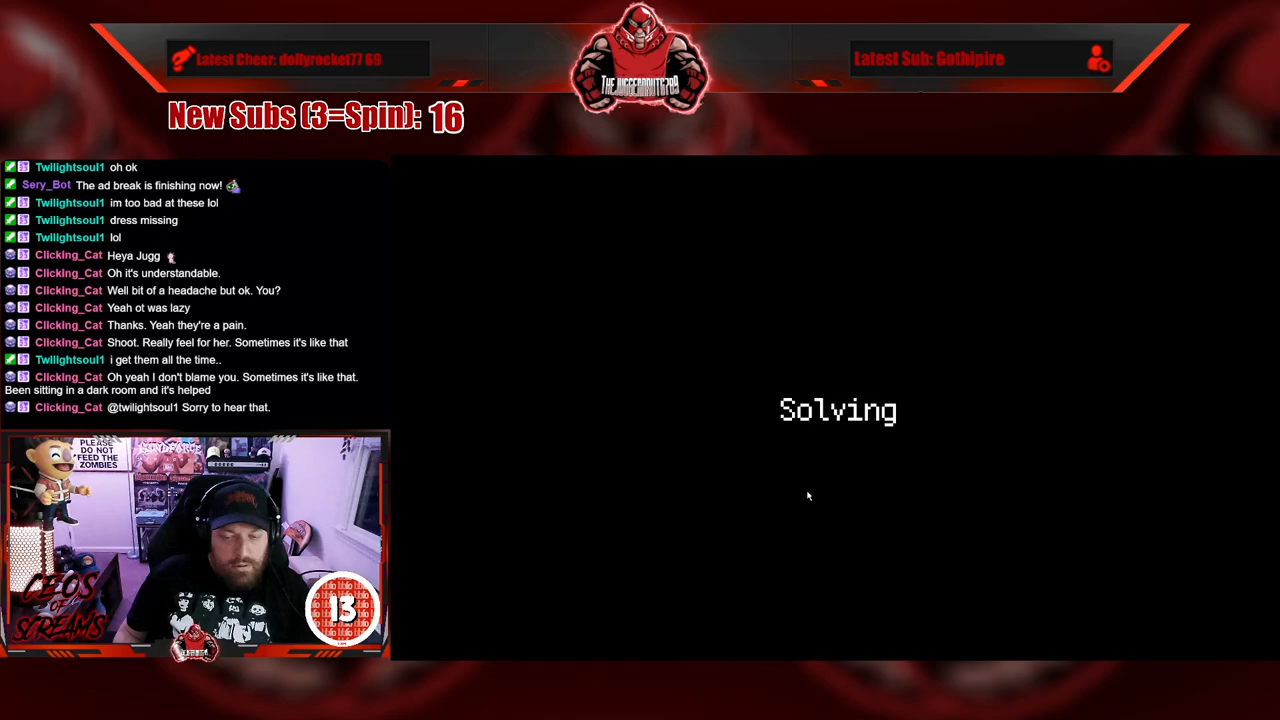 Latest Cheer: dollyrocket77 69
Latest Sub: Gothipire
THEJUGGERNAUT6789
New Subs (3=Spin): 16
Twilightsoul1 oh ok
Sery_Bot The ad break is finishing now!
Twilightsoul1 im too bad at these lol
Twilightsoul1 dress missing
Twilightsoul1 lol
Clicking_Cat Heya Jugg
Clicking_Cat Oh it's understandable.
Clicking_Cat Well bit of a headache but ok. You?
Clicking_Cat Yeah ot was lazy
Clicking_Cat Thanks. Yeah they're a pain.
Clicking_Cat Shoot. Really feel for her. Sometimes it's like that
Twilightsoul1 i get them all the time..
Clicking_Cat Oh yeah I don't blame you. Sometimes it's like that.
Been sitting in a dark room and it's helped
Clicking_Cat @twilightsoul1 Sorry to hear that.
Solving
PLEASE
DO NOT
FEED THE
ZOMBIES
CEOS
OF
SCREAMS
13